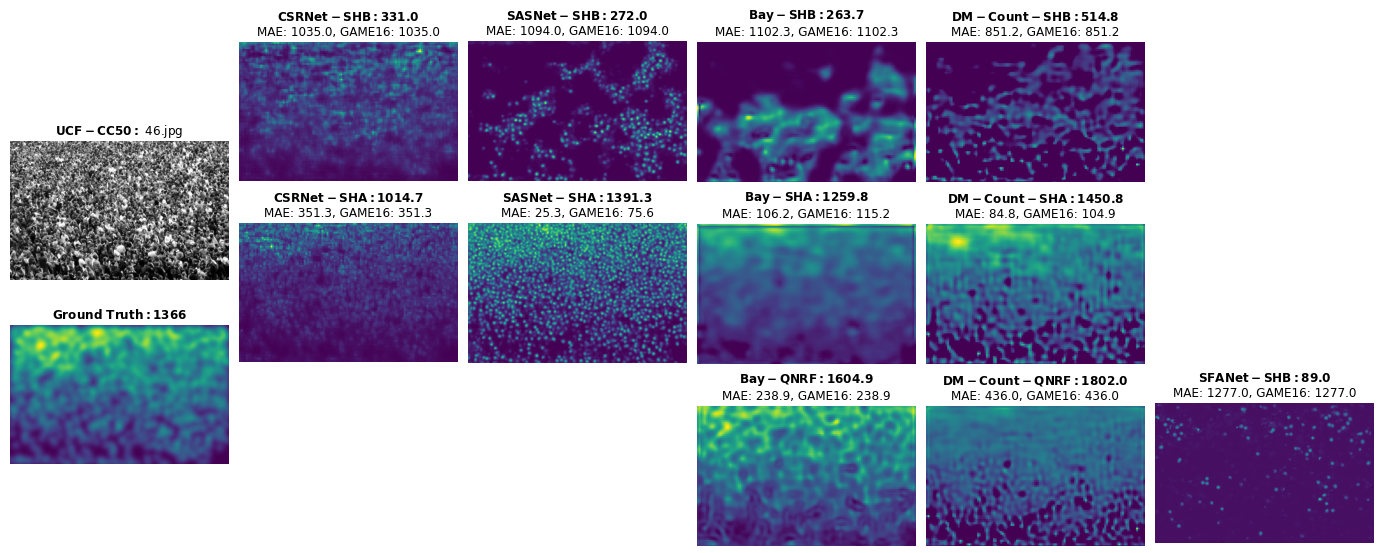 CSRNet − SHB : 331.0
MAE: 1035.0, GAME16: 1035.0
SASNet − SHB : 272.0
MAE: 1094.0, GAME16: 1094.0
Bay − SHB : 263.7
MAE: 1102.3, GAME16: 1102.3
DM − Count − SHB : 514.8
MAE: 851.2, GAME16: 851.2
UCF − CC50 : 46.jpg
CSRNet − SHA : 1014.7
MAE: 351.3, GAME16: 351.3
SASNet − SHA : 1391.3
MAE: 25.3, GAME16: 75.6
Bay − SHA : 1259.8
MAE: 106.2, GAME16: 115.2
DM − Count − SHA : 1450.8
MAE: 84.8, GAME16: 104.9
Ground Truth : 1366
Bay − QNRF : 1604.9
MAE: 238.9, GAME16: 238.9
DM − Count − QNRF : 1802.0
MAE: 436.0, GAME16: 436.0
SFANet − SHB : 89.0
MAE: 1277.0, GAME16: 1277.0